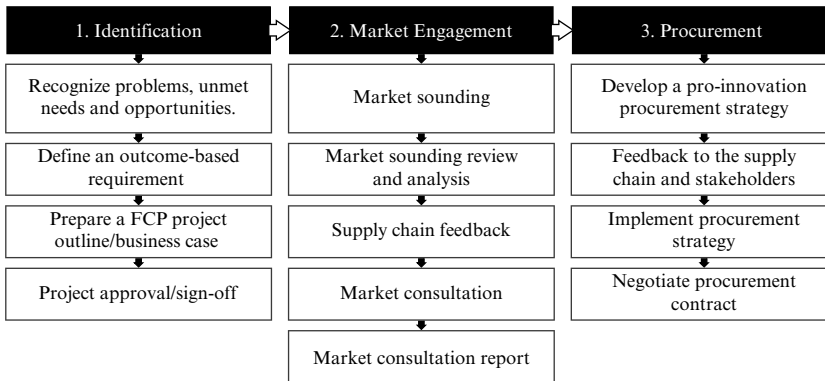 1. Identification
Recognize problems, unmet
needs and opportunities.
Define an outcome-based
requirement
Prepare a FCP project
outline/business case
Project approval/sign-off
2. Market Engagement
Market sounding
Market sounding review
and analysis
Supply chain feedback
Market consultation
Market consultation report
3. Procurement
Develop a pro-innovation
procurement strategy
Feedback to the supply
chain and stakeholders
Implement procurement
strategy
Negotiate procurement
contract